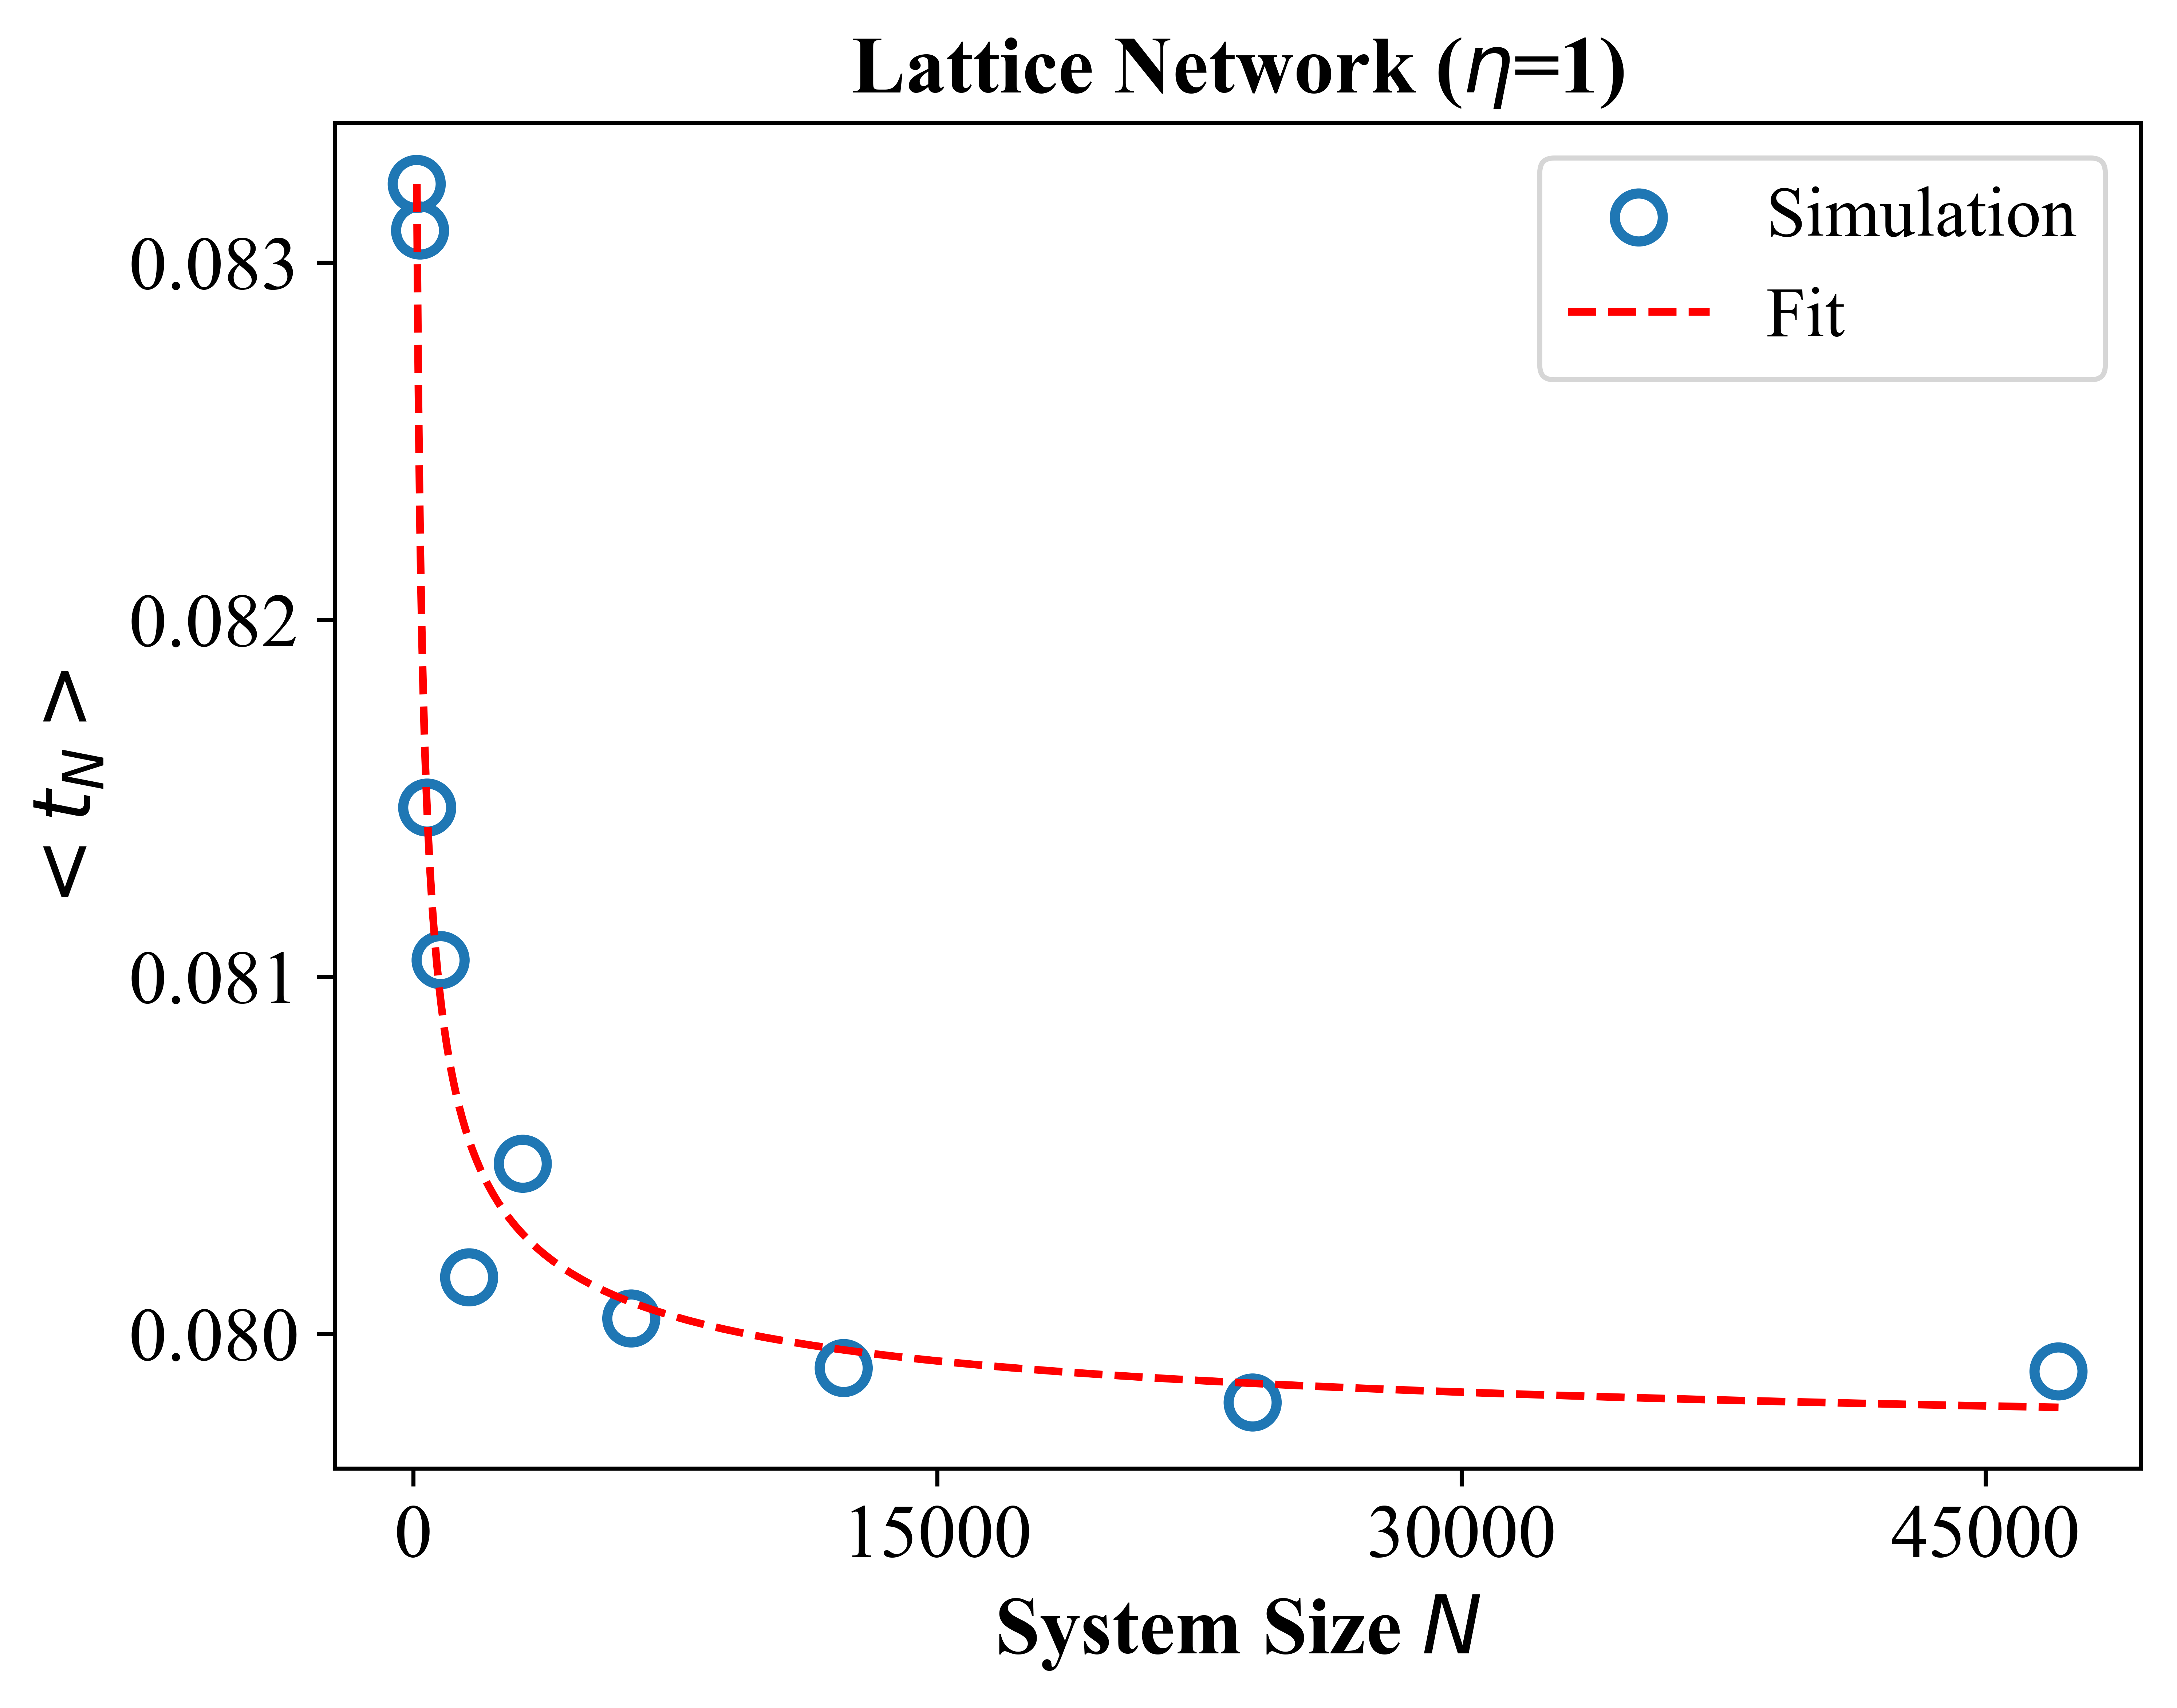 Lattice Network (η=1)
Simulation
Fit
0.083
0.082
0.081
0.080
< t_N >
0 15000 30000 45000
System Size N